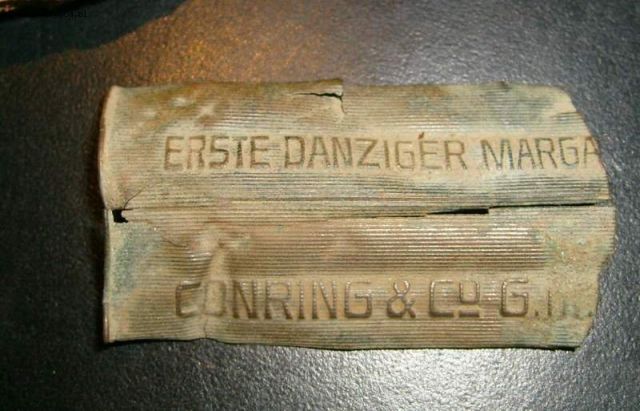 ERSTE DANZIGER MARGA
CONRING & Co G.